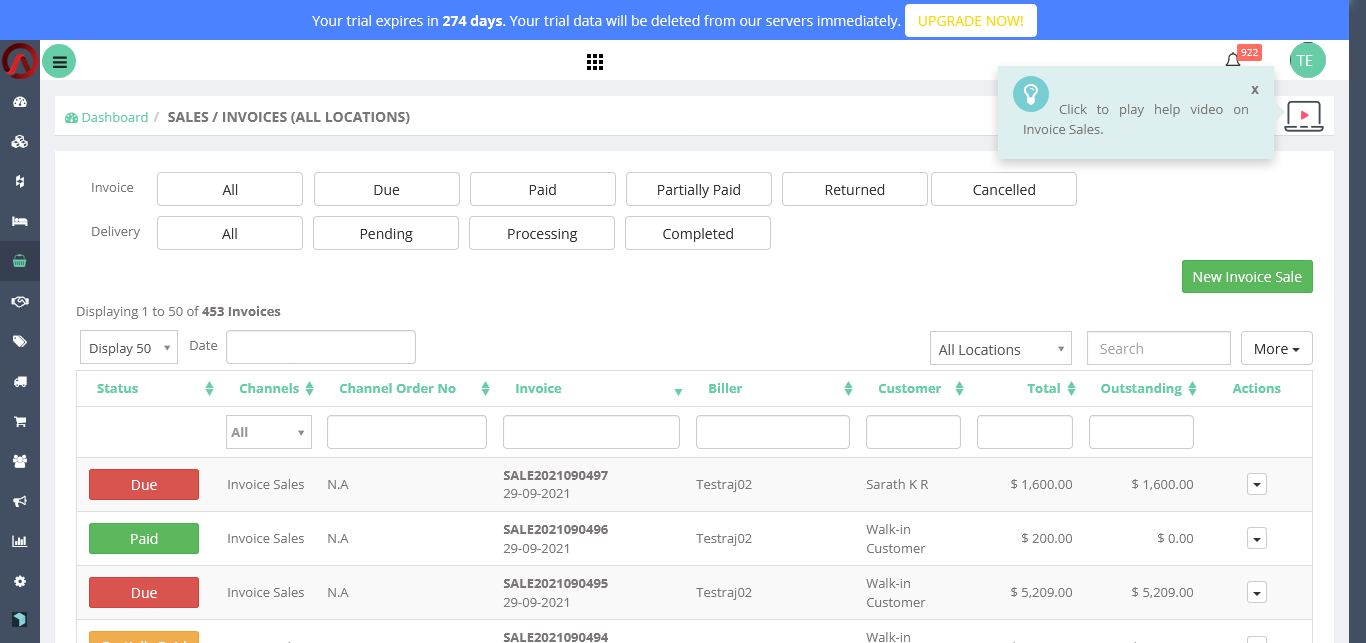 Your trial expires in 274 days. Your trial data will be deleted from our servers immediately. UPGRADE NOW!
922
TE
x
Click to play help video on
Invoice Sales.
Dashboard / SALES / INVOICES (ALL LOCATIONS)
Invoice All Due Paid Partially Paid Returned Cancelled
Delivery All Pending Processing Completed
New Invoice Sale
Displaying 1 to 50 of 453 Invoices
Display 50 Date All Locations Search More
Status Channels Channel Order No Invoice Biller Customer Total Outstanding Actions
All
Due Invoice Sales N.A SALE2021090497 Testraj02 Sarath K R $ 1,600.00 $ 1,600.00
29-09-2021
Paid Invoice Sales N.A SALE2021090496 Testraj02 Walk-in $ 200.00 $ 0.00
29-09-2021 Customer
Due Invoice Sales N.A SALE2021090495 Testraj02 Walk-in $ 5,209.00 $ 5,209.00
29-09-2021 Customer
SALE2021090494 Walk-in